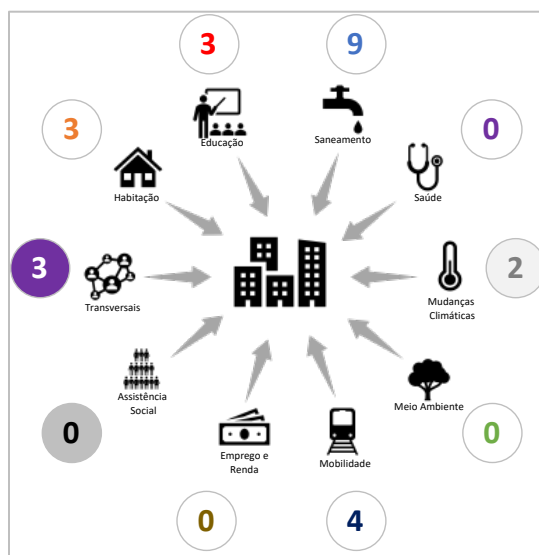 3
9
Educação
Saneamento
3
0
Habitação
Saúde
3
2
Transversais
Mudanças
Climáticas
Assistência
Social
Meio Ambiente
0
0
Emprego e
Renda
Mobilidade
0
4